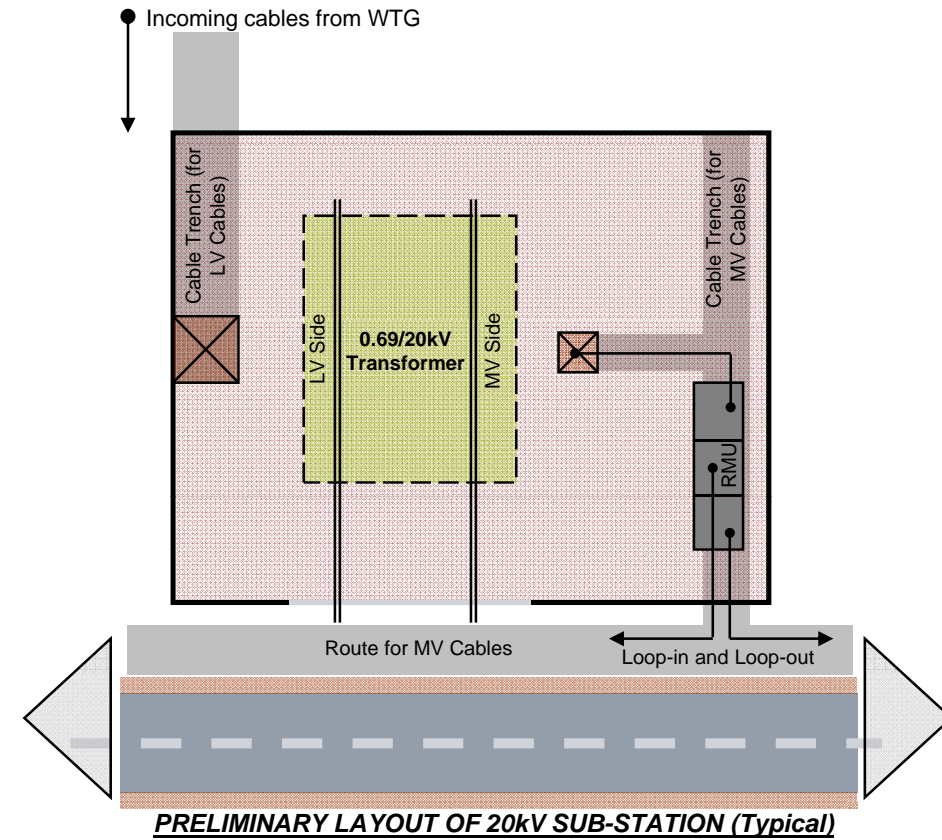 Incoming cables from WTG
Cable Trench (for
LV Cables)
Cable Trench (for
MV Cables)
LV Side
0.69/20kV
Transformer
MV Side
RMU
Route for MV Cables
Loop-in and Loop-out
PRELIMINARY LAYOUT OF 20kV SUB-STATION (Typical)